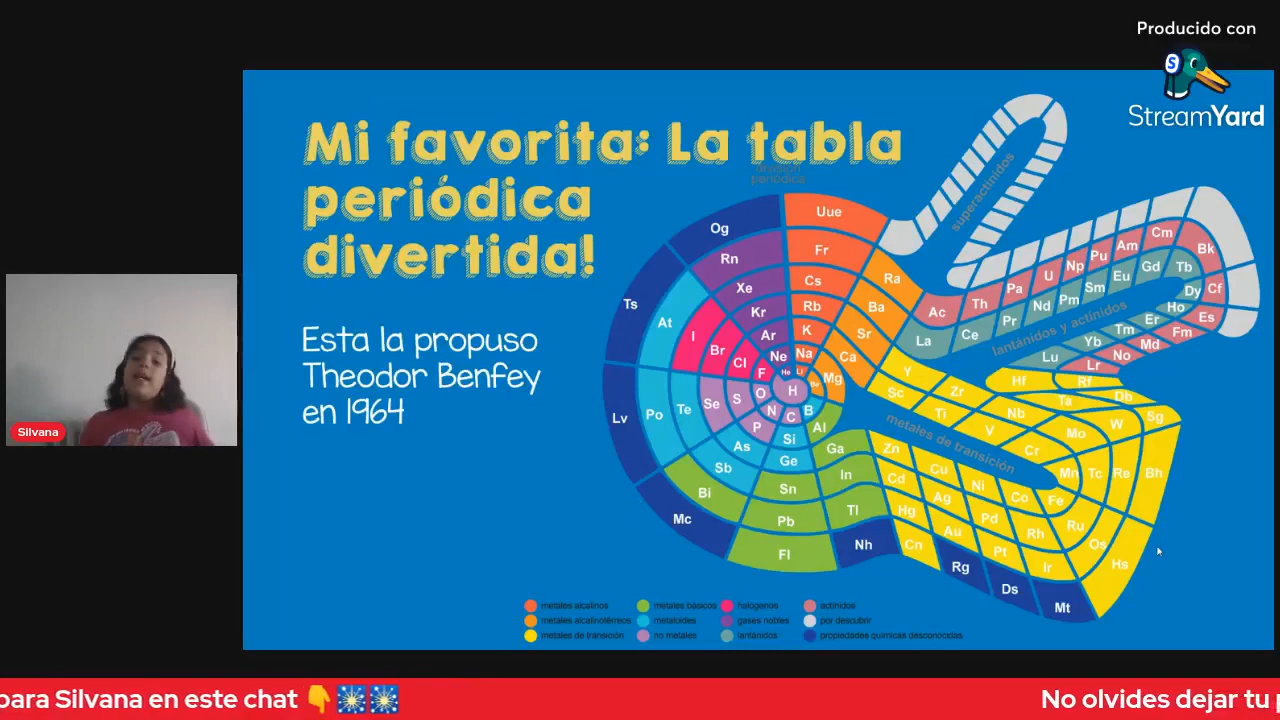 Producido con
StreamYard
Mi favorita: La tabla
periódica
divertida!
división
periódica
Esta la propuso
Theodor Benfey
en 1964
superactinidos
lantánidos y actinidos
metales de transición
Uue
Og
Fr
Rn
Cs
Xe
Rb
Kr
K
Ar
Na
Ne
Li
He
H
Ts
At
I
Br
Cl
F
Lv
Po
Te
Se
S
O
N
C
B
Be
Mg
Ca
Sr
Ba
Ra
P
As
Sb
Bi
Mc
Si
Ge
Sn
Pb
Fl
Al
Ga
In
Tl
Nh
Ac
Th
Pa
U
Np
Pu
Am
Cm
Bk
Cf
Es
Fm
Md
No
Lr
La
Ce
Pr
Nd
Pm
Sm
Eu
Gd
Tb
Dy
Ho
Er
Tm
Yb
Lu
Y
Zr
Nb
Mo
Tc
Ru
Rh
Pd
Ag
Cd
Sc
Ti
V
Cr
Mn
Fe
Co
Ni
Cu
Zn
Hf
Ta
W
Re
Os
Ir
Pt
Au
Hg
Rf
Db
Sg
Bh
Hs
Mt
Ds
Rg
Cn
metales alcalinos
metales básicos
halogenos
actinidos
metales alcalinotérreos
metaloides
gases nobles
por descubrir
metales de transición
no metales
lantánidos
propiedades químicas desconocidas
Silvana
para Silvana en este chat 👇🎇🎇
No olvides dejar tu